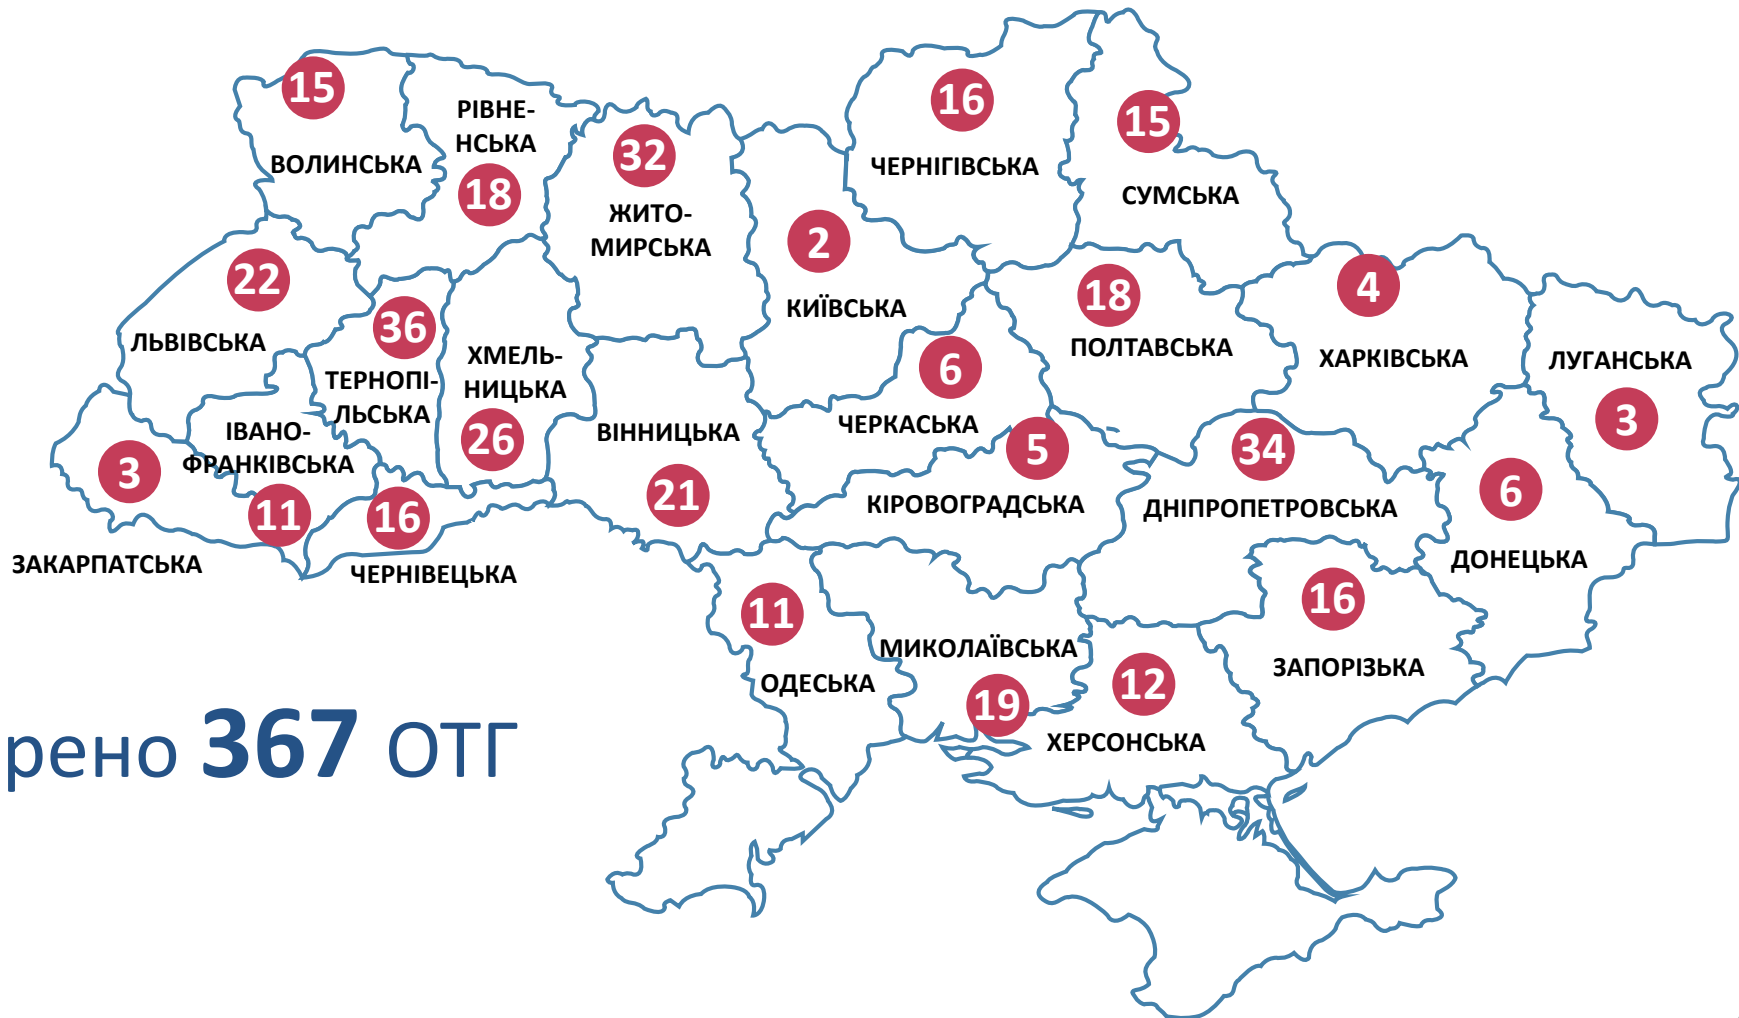 15
ВОЛИНСЬКА
РІВНЕ-
НСЬКА
18
32
ЖИТО-
МИРСЬКА
2
КИЇВСЬКА
16
ЧЕРНІГІВСЬКА
15
СУМСЬКА
22
ЛЬВІВСЬКА
36
ТЕРНОПІ-
ЛЬСЬКА
ХМЕЛЬ-
НИЦЬКА
26
ВІННИЦЬКА
21
6
ЧЕРКАСЬКА
18
ПОЛТАВСЬКА
4
ХАРКІВСЬКА
ЛУГАНСЬКА
3
3
ЗАКАРПАТСЬКА
ІВАНО-
ФРАНКІВСЬКА
11
16
ЧЕРНІВЕЦЬКА
5
КІРОВОГРАДСЬКА
34
ДНІПРОПЕТРОВСЬКА
6
ДОНЕЦЬКА
11
ОДЕСЬКА
МИКОЛАЇВСЬКА
19
12
ХЕРСОНСЬКА
16
ЗАПОРІЗЬКА
рено 367 ОТГ